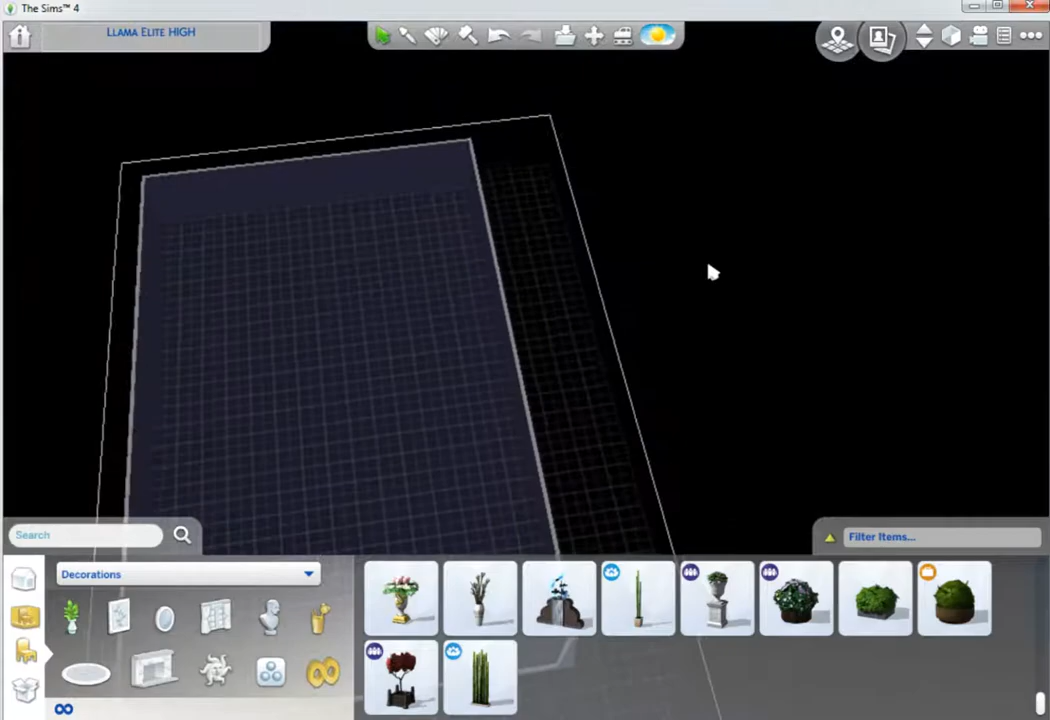 The Sims™ 4
LLAMA ELITE HIGH
Search
Filter Items...
Decorations